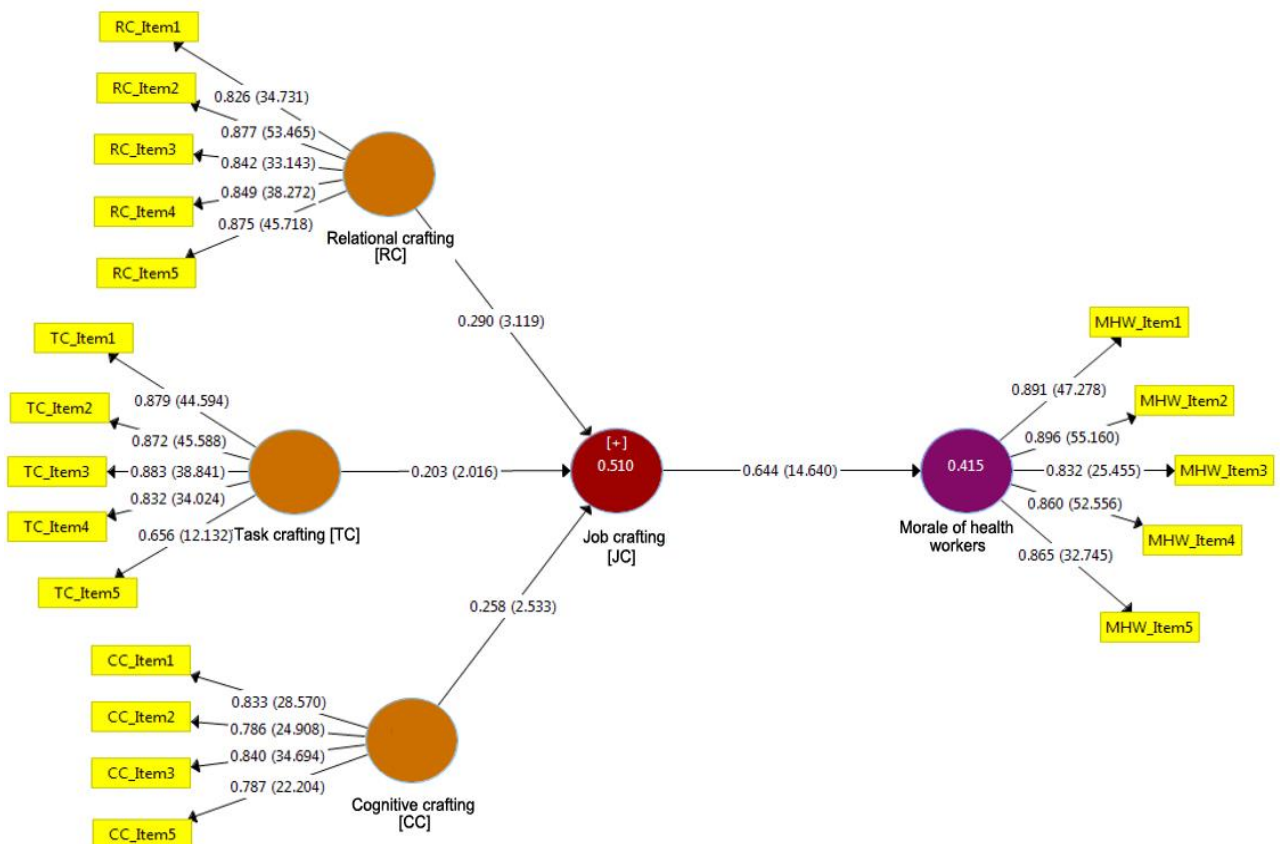 RC_Item1
RC_Item2
RC_Item3
RC_Item4
RC_Item5
0.826 (34.731)
0.877 (53.465)
0.842 (33.143)
0.849 (38.272)
0.875 (45.718)
Relational crafting
[RC]
0.290 (3.119)
TC_Item1
TC_Item2
TC_Item3
TC_Item4
TC_Item5
0.879 (44.594)
0.872 (45.588)
0.883 (38.841)
0.832 (34.024)
0.656 (12.132)
Task crafting [TC]
0.203 (2.016)
[+]
0.510
Job crafting
[JC]
0.644 (14.640)
0.415
Morale of health
workers
0.891 (47.278)
0.896 (55.160)
0.832 (25.455)
0.860 (52.556)
0.865 (32.745)
MHW_Item1
MHW_Item2
MHW_Item3
MHW_Item4
MHW_Item5
0.258 (2.533)
CC_Item1
CC_Item2
CC_Item3
CC_Item5
0.833 (28.570)
0.786 (24.908)
0.840 (34.694)
0.787 (22.204)
Cognitive crafting
[CC]